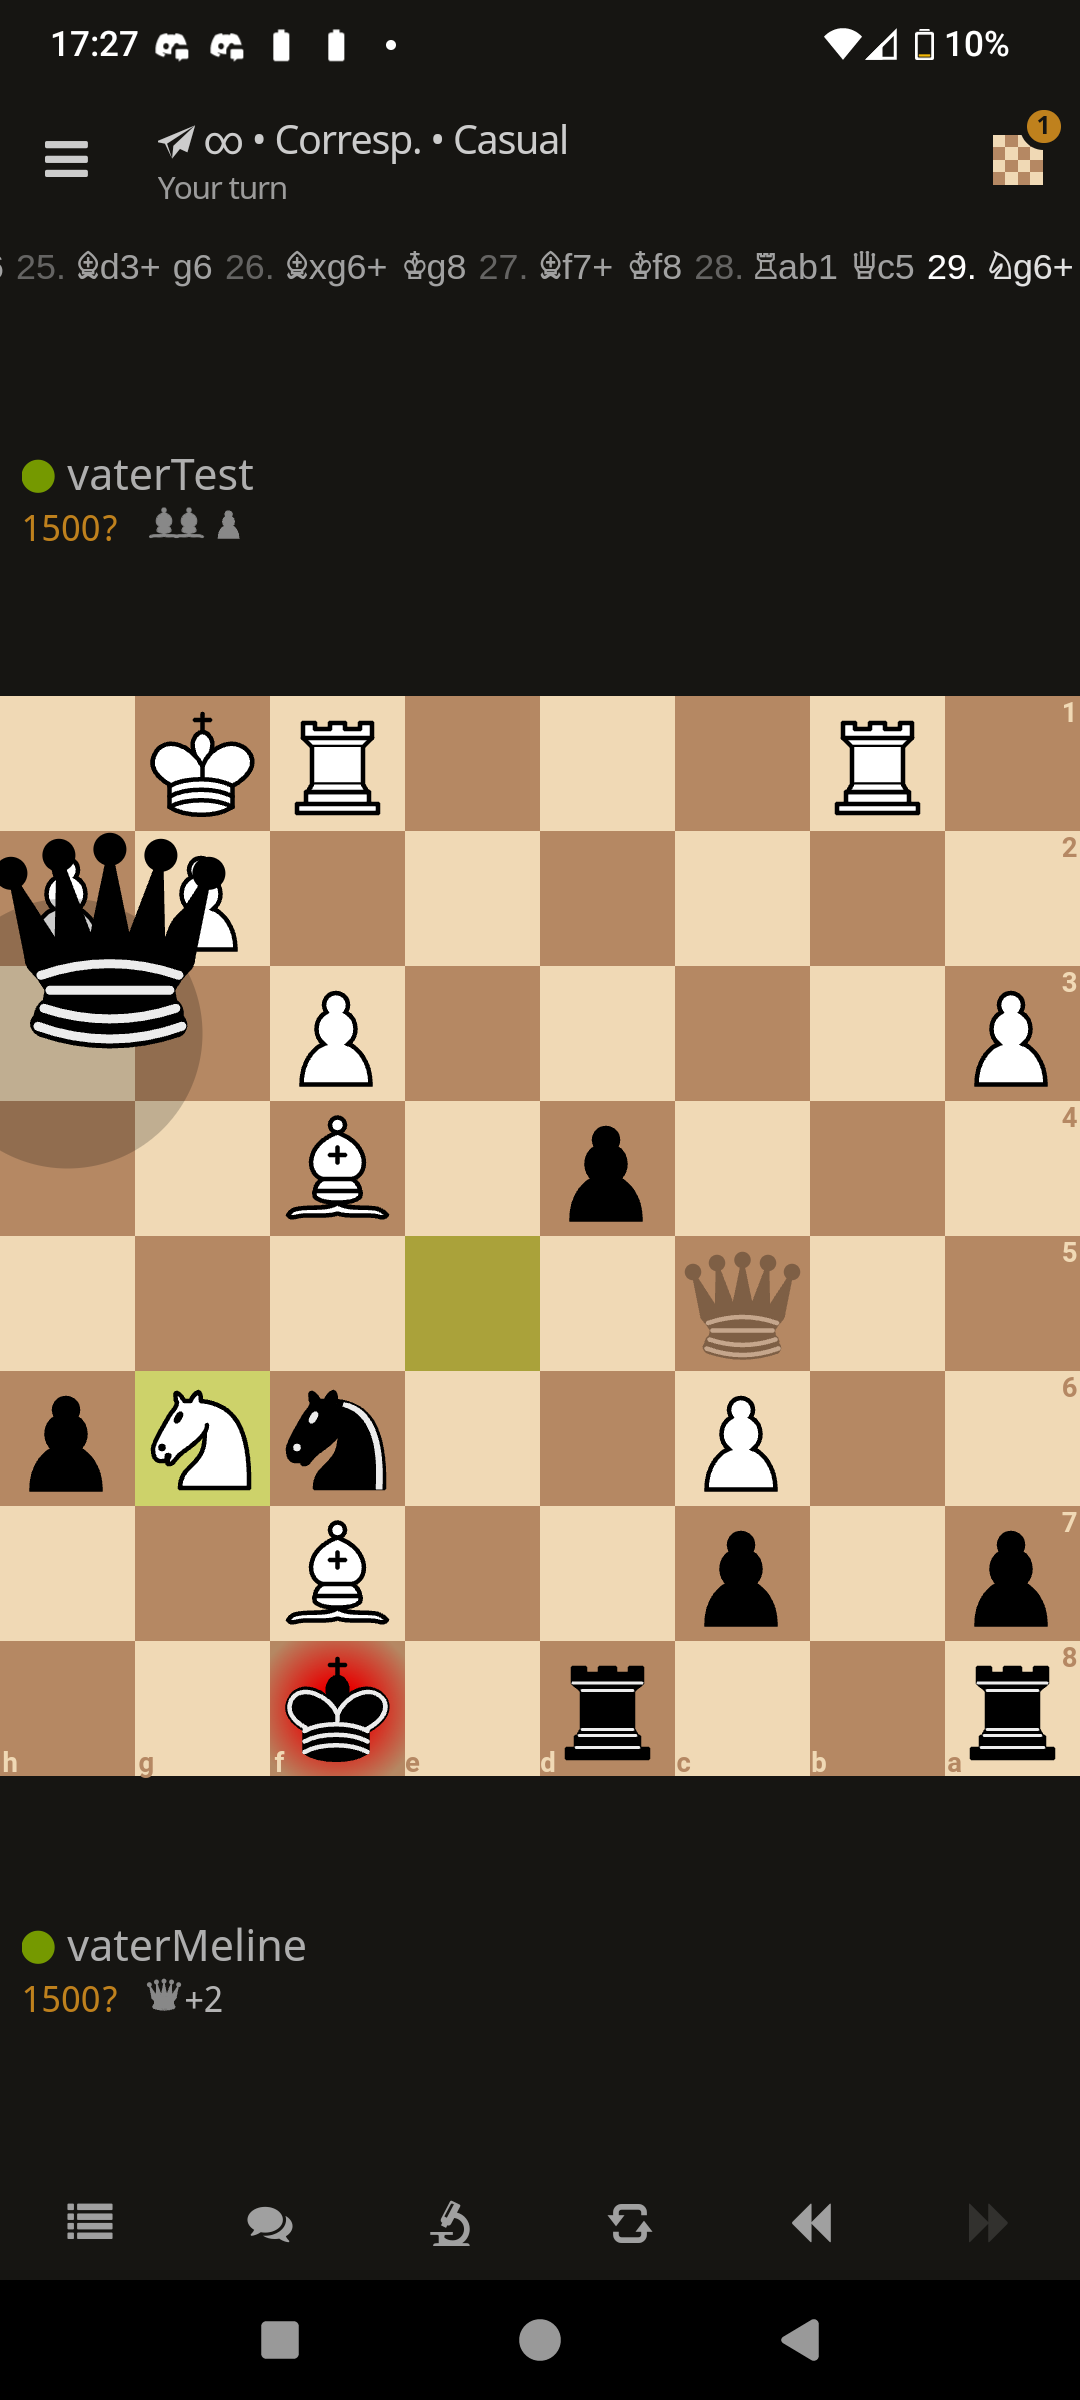 17:27 10%
∞ • Corresp. • Casual
1
Your turn
25. ♗d3+ g6 26. ♗xg6+ ♔g8 27. ♗f7+ ♔f8 28. ♖ab1 ♕c5 29. ♘g6+
vaterTest
1500?
1
2
3
4
5
6
7
8
h g f e d c b a
vaterMeline
1500? +2